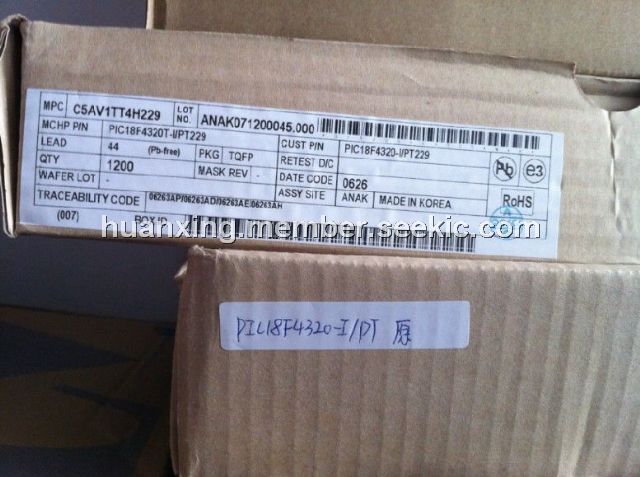 MPC C5AV1TT4H229 LOT NO. ANAK071200045.000
MCHP P/N PIC18F4320T-I/PT229 CUST P/N PIC18F4320-I/PT229
LEAD 44 (Pb-free) PKG TQFP RETEST D/C
QTY 1200 MASK REV - DATE CODE 0626
WAFER LOT - ASSY SITE ANAK MADE IN KOREA
TRACEABILITY CODE 06263AP/06263AD/06263AE/06263AH
(007) BOX ID
Pb e3
RoHS
huanxing.member.seekic.com
PIC18F4320-I/PT 原